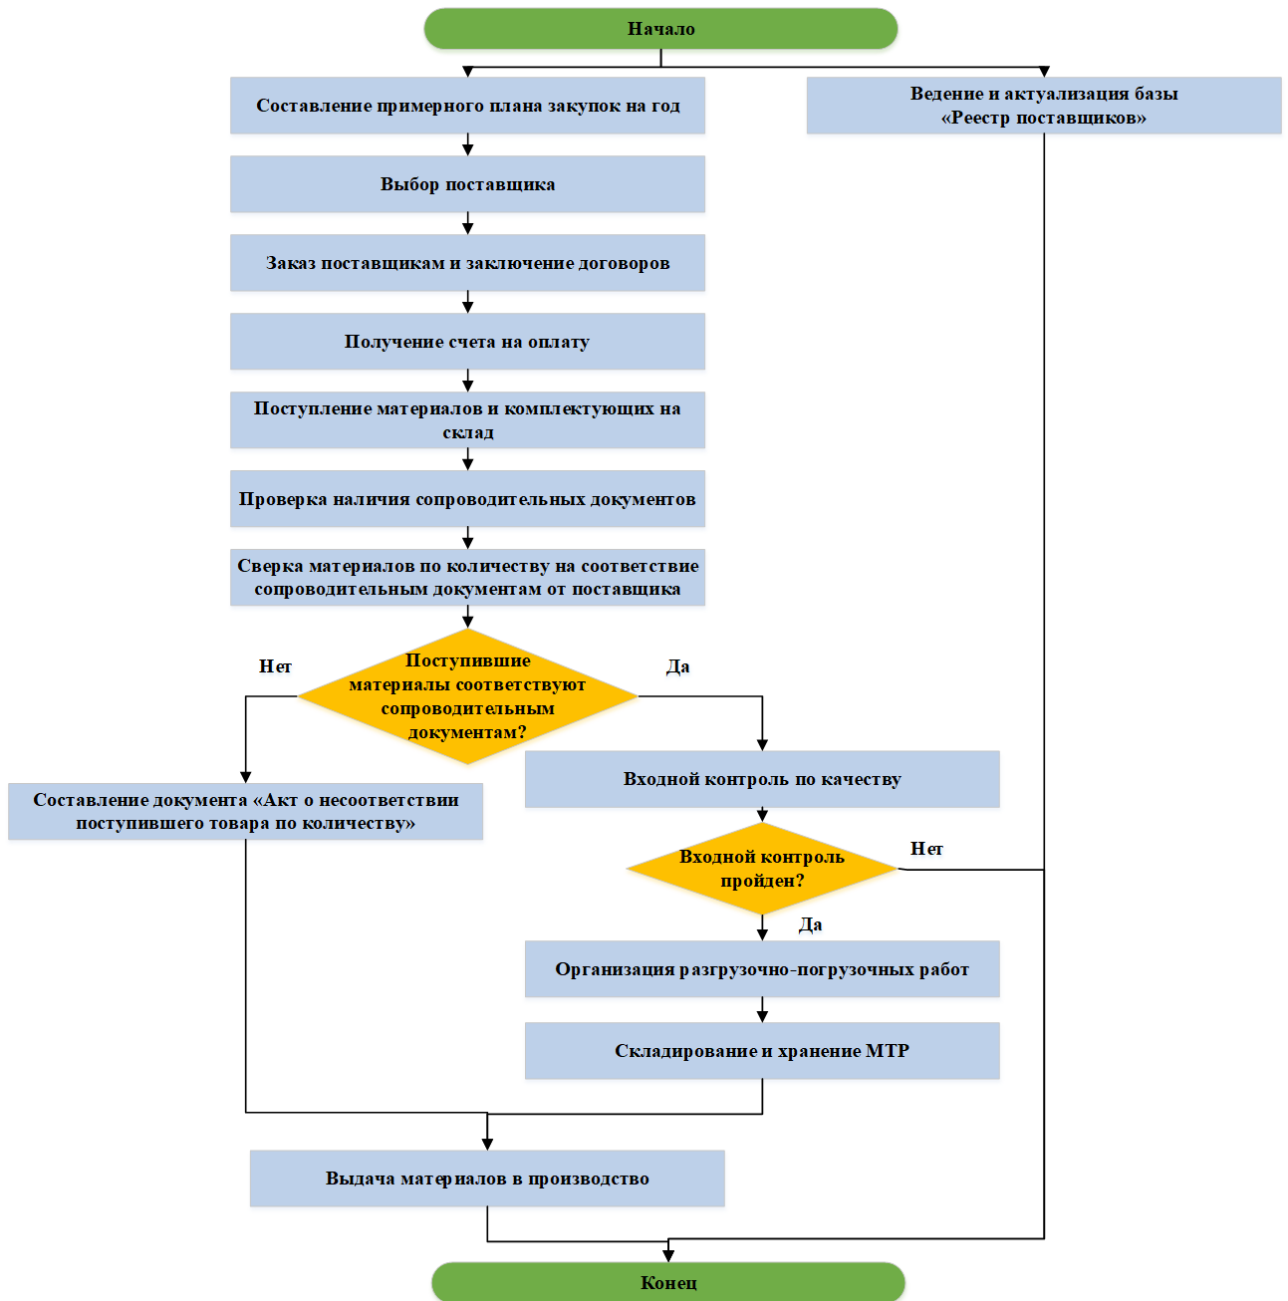 Начало
Составление примерного плана закупок на год
Ведение и актуализация базы
«Реестр поставщиков»
Выбор поставщика
Заказ поставщикам и заключение договоров
Получение счета на оплату
Поступление материалов и комплектующих на
склад
Проверка наличия сопроводительных документов
Сверка материалов по количеству на соответствие
сопроводительным документам от поставщика
Нет
Поступившие
материалы соответствуют
сопроводительным
документам?
Да
Составление документа «Акт о несоответствии
поступившего товара по количеству»
Входной контроль по качеству
Входной контроль
пройден?
Нет
Да
Организация разгрузочно-погрузочных работ
Складирование и хранение МТР
Выдача материалов в производство
Конец